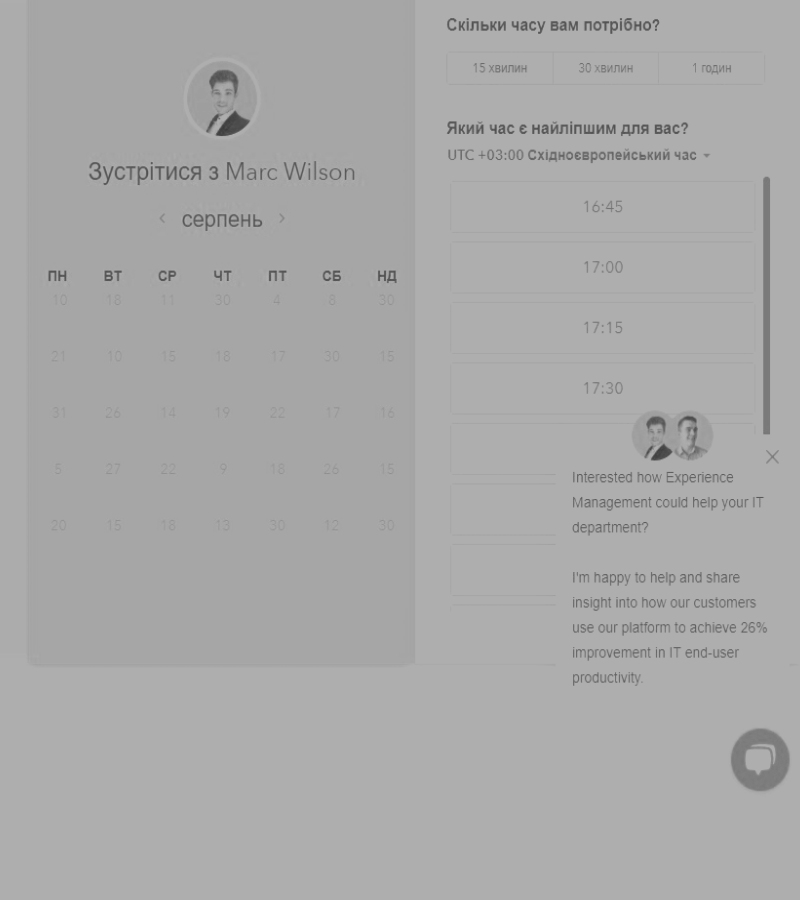 Зустрітися з Marc Wilson
серпень
ПН ВТ СР ЧТ ПТ СБ НД
10 18 11 30 4 8 30
21 10 15 18 17 30 15
31 26 14 19 22 17 16
5 27 22 9 18 26 15
20 15 18 13 30 12 30
Скільки часу вам потрібно?
15 хвилин 30 хвилин 1 годин
Який час є найліпшим для вас?
UTC +03:00 Східноєвропейський час
16:45
17:00
17:15
17:30
Interested how Experience
Management could help your IT
department?
I'm happy to help and share
insight into how our customers
use our platform to achieve 26%
improvement in IT end-user
productivity.